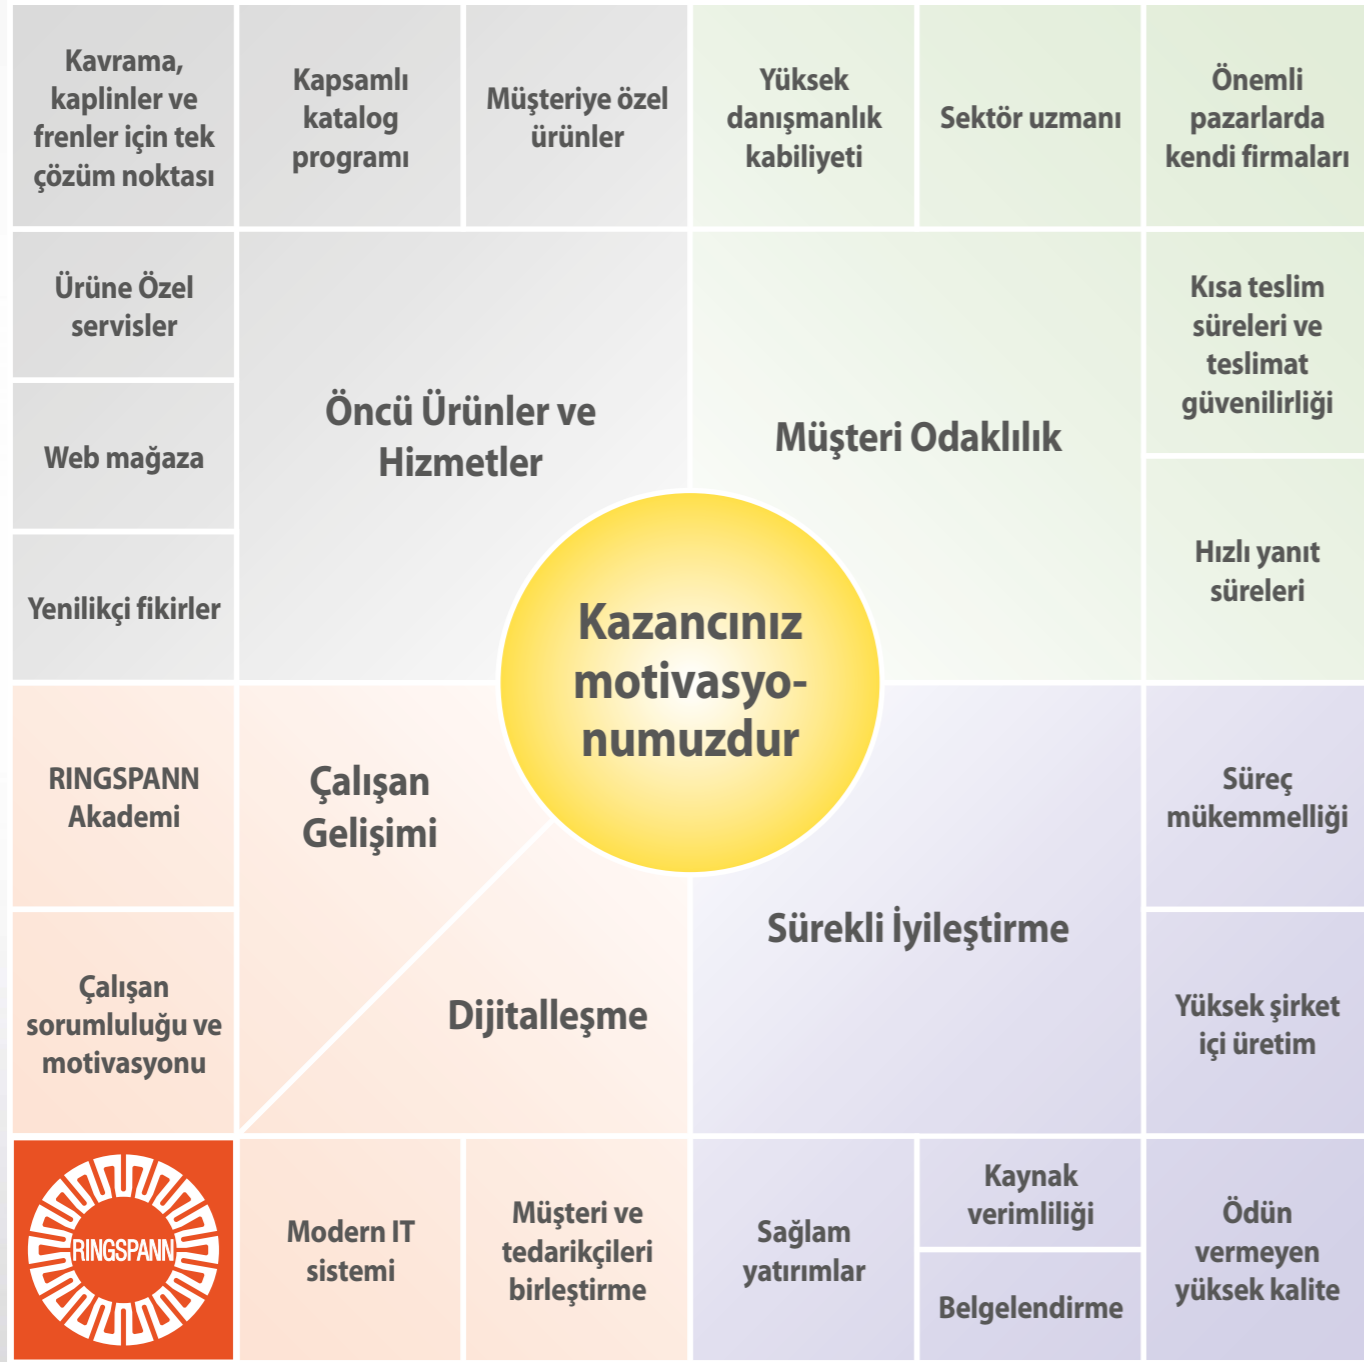 Kavrama,
kaplinler ve
frenler için tek
çözüm noktası
Kapsamlı
katalog
programı
Müşteriye özel
ürünler
Yüksek
danışmanlık
kabiliyeti
Sektör uzmanı
Önemli
pazarlarda
kendi firmaları
Ürüne Özel
servisler
Web mağaza
Yenilikçi fikirler
Öncü Ürünler ve
Hizmetler
Müşteri Odaklılık
Kısa teslim
süreleri ve
teslimat
güvenilirliği
Hızlı yanıt
süreleri
Kazancınız
motivasyo-
numuzdur
RINGSPANN
Akademi
Çalışan
sorumluluğu ve
motivasyonu
Çalışan
Gelişimi
Dijitalleşme
Sürekli İyileştirme
Süreç
mükemmelliği
Yüksek şirket
içi üretim
RINGSPANN
Modern IT
sistemi
Müşteri ve
tedarikçileri
birleştirme
Sağlam
yatırımlar
Kaynak
verimliliği
Belgelendirme
Ödün
vermeyen
yüksek kalite